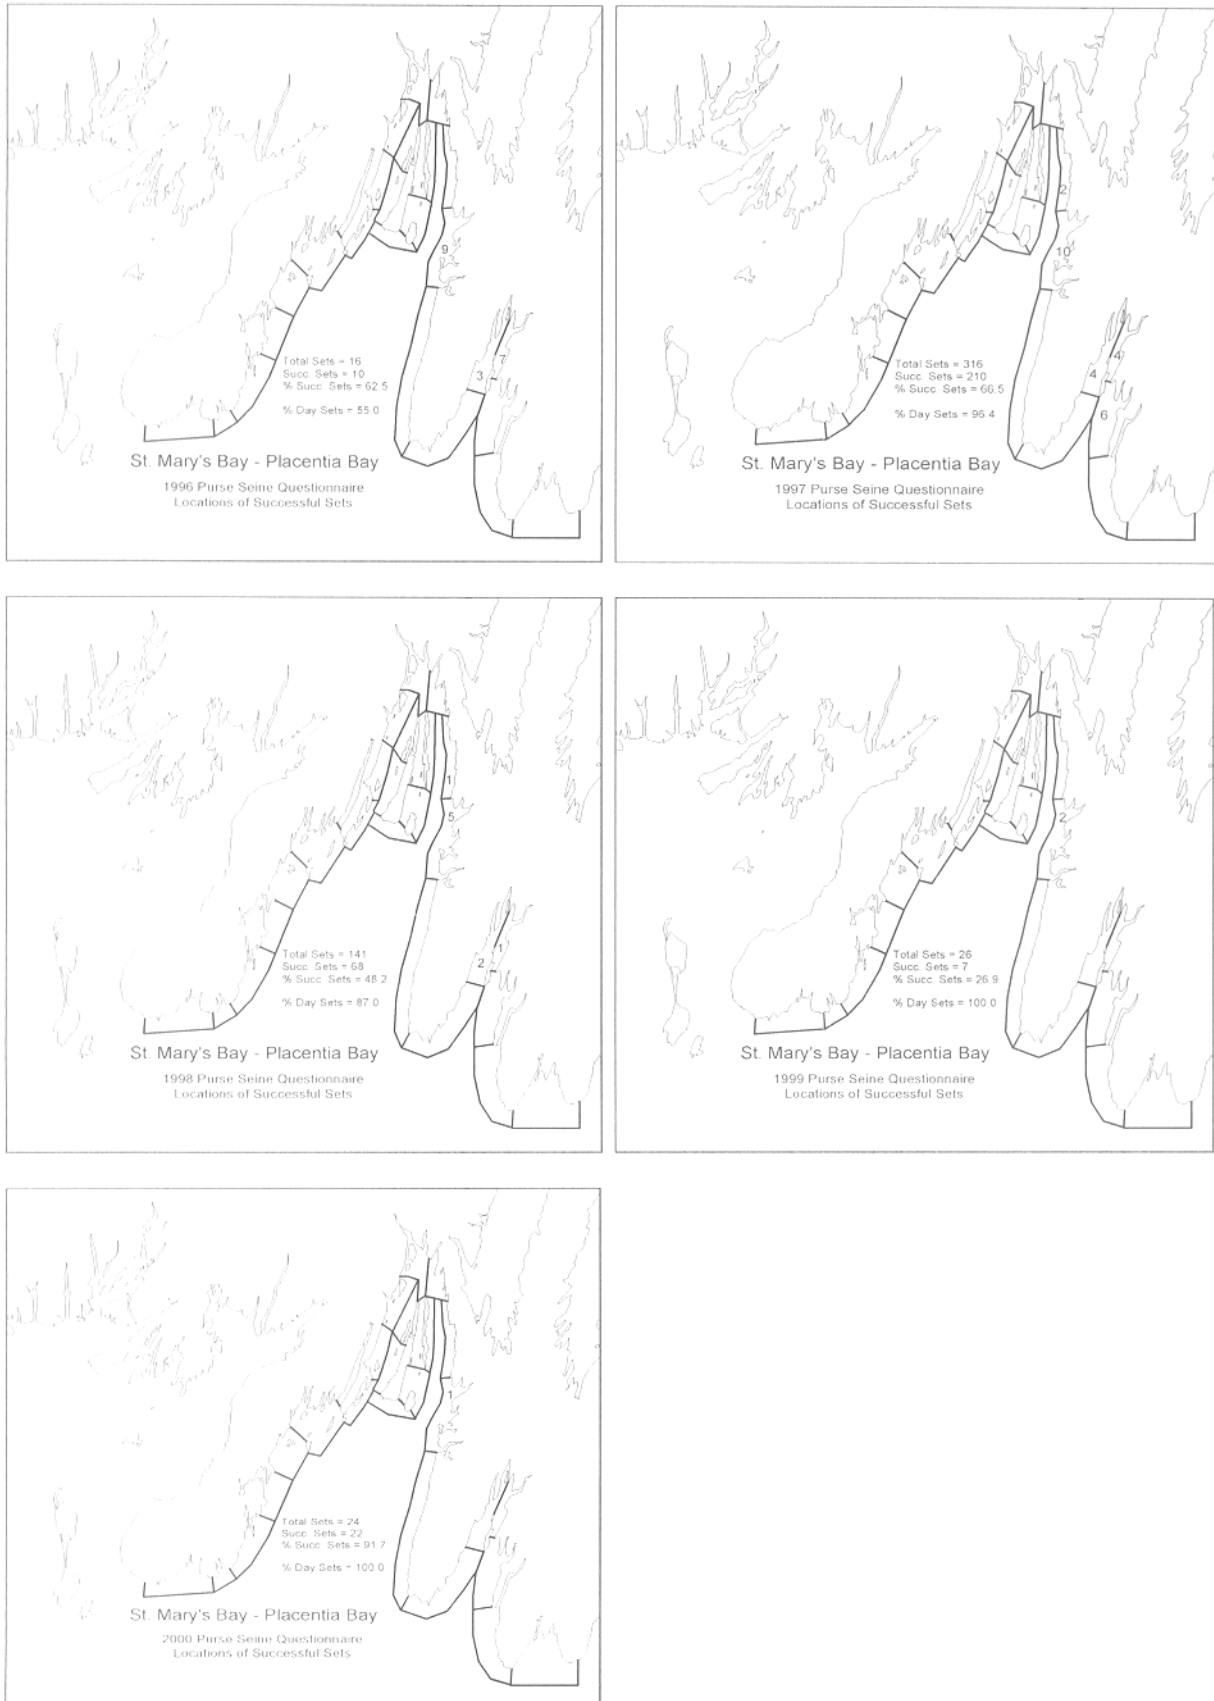 9
7
3
Total Sets = 16
Succ. Sets = 10
% Succ. Sets = 62.5
% Day Sets = 55.0
St. Mary's Bay - Placentia Bay
1996 Purse Seine Questionnaire
Locations of Successful Sets
2
10
4
4
6
Total Sets = 316
Succ. Sets = 210
% Succ. Sets = 66.5
% Day Sets = 96.4
St. Mary's Bay - Placentia Bay
1997 Purse Seine Questionnaire
Locations of Successful Sets
1
5
1
2
Total Sets = 141
Succ. Sets = 68
% Succ. Sets = 48.2
% Day Sets = 87.0
St. Mary's Bay - Placentia Bay
1998 Purse Seine Questionnaire
Locations of Successful Sets
2
Total Sets = 26
Succ. Sets = 7
% Succ. Sets = 26.9
% Day Sets = 100.0
St. Mary's Bay - Placentia Bay
1999 Purse Seine Questionnaire
Locations of Successful Sets
1
Total Sets = 24
Succ. Sets = 22
% Succ. Sets = 91.7
% Day Sets = 100.0
St. Mary's Bay - Placentia Bay
2000 Purse Seine Questionnaire
Locations of Successful Sets